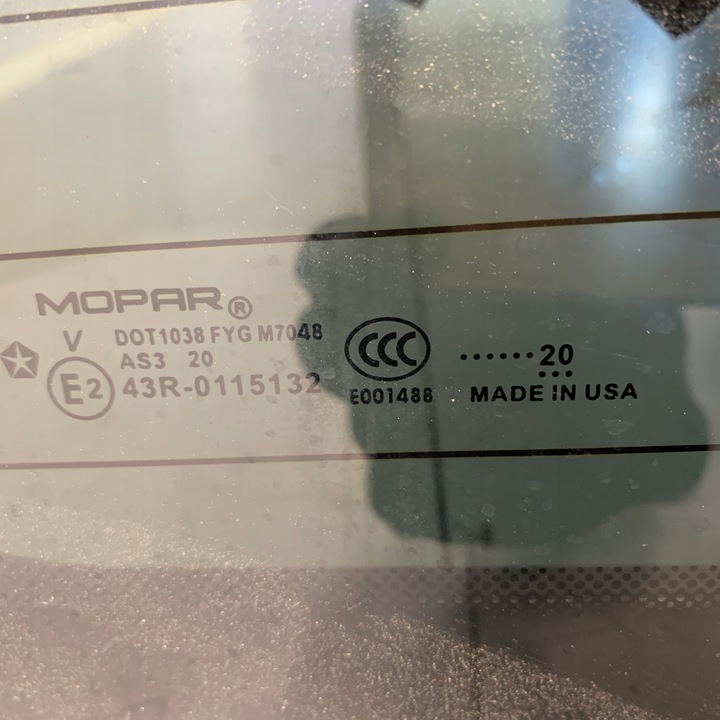 MOPAR®
V DOT1038 FYG M7048
AS3 20
E2 43R-0115132
CCC
E001488
······20
•••
MADE IN USA